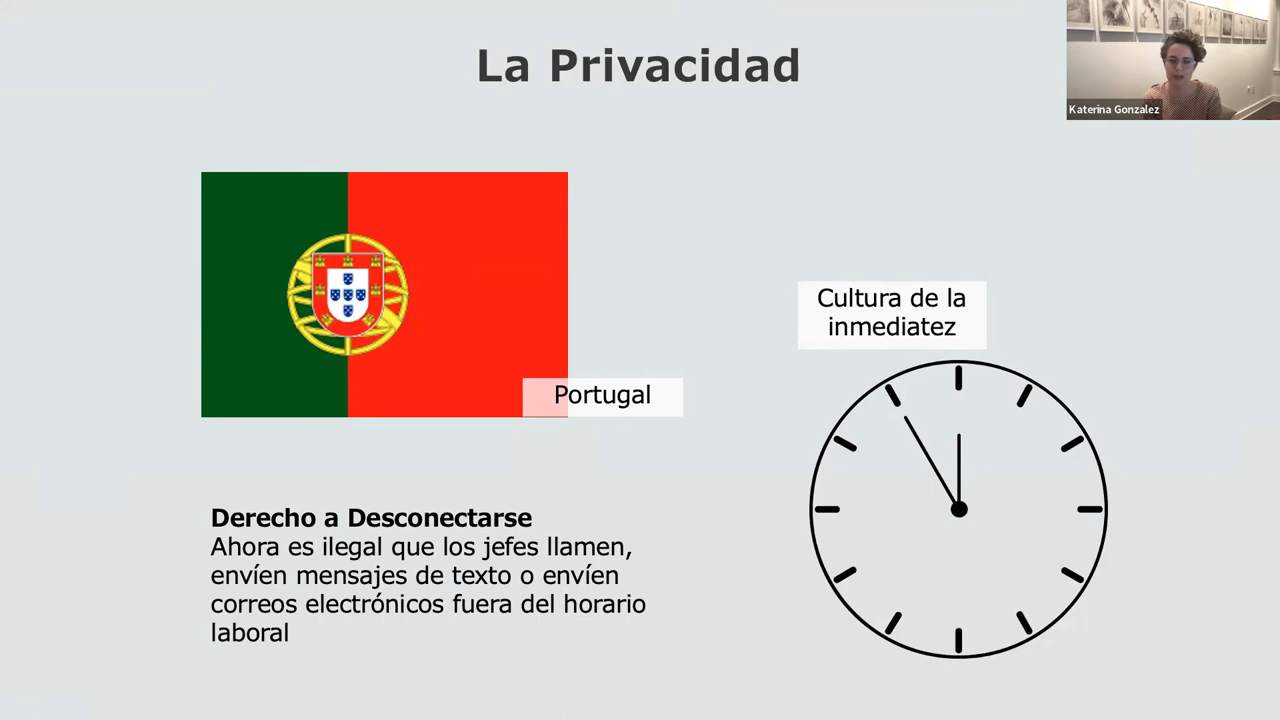 La Privacidad
Katerina Gonzalez
Portugal
Cultura de la
inmediatez
Derecho a Desconectarse
Ahora es ilegal que los jefes llamen,
envíen mensajes de texto o envíen
correos electrónicos fuera del horario
laboral